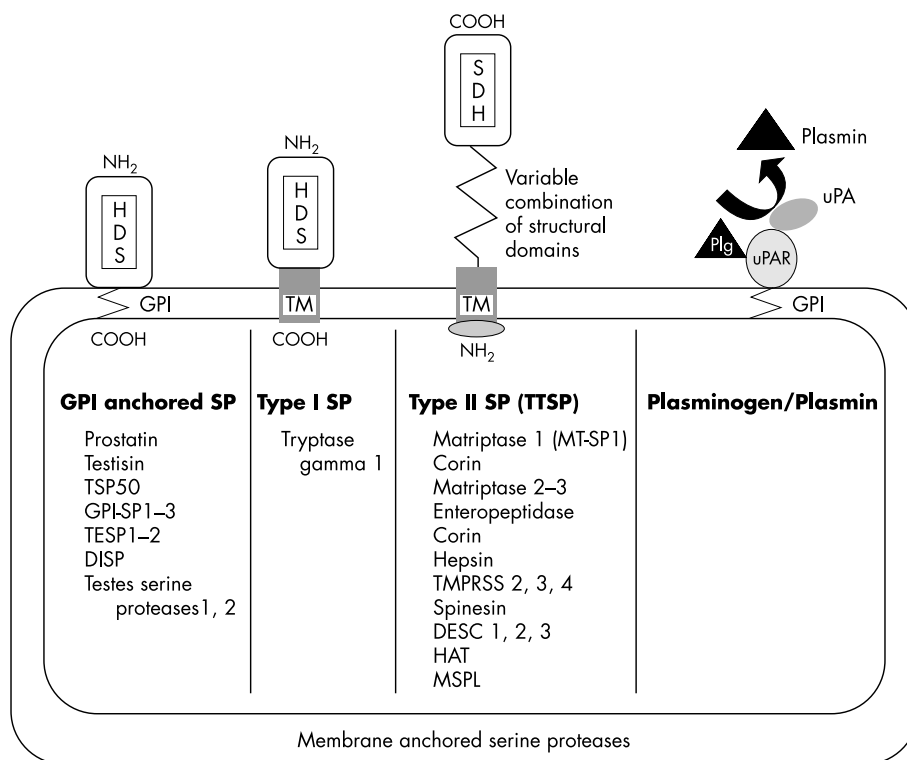 COOH
S
D
H
NH2
H
D
S
NH2
H
D
S
Variable
combination
of structural
domains
Plasmin
uPA
Plg
uPAR
GPI
TM
TM
GPI
COOH
COOH
NH2
GPI anchored SP
Prostatin
Testisin
TSP50
GPI-SP1–3
TESP1–2
DISP
Testes serine
proteases1, 2
Type I SP
Tryptase
gamma 1
Type II SP (TTSP)
Matriptase 1 (MT-SP1)
Corin
Matriptase 2–3
Enteropeptidase
Corin
Hepsin
TMPRSS 2, 3, 4
Spinesin
DESC 1, 2, 3
HAT
MSPL
Plasminogen/Plasmin
Membrane anchored serine proteases